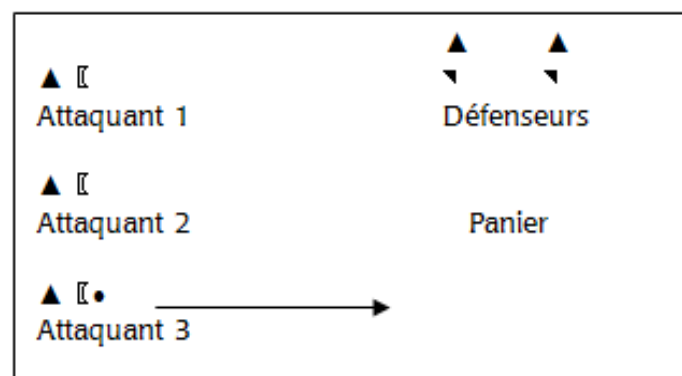 Attaquant 1
Défenseurs
Attaquant 2
Panier
Attaquant 3